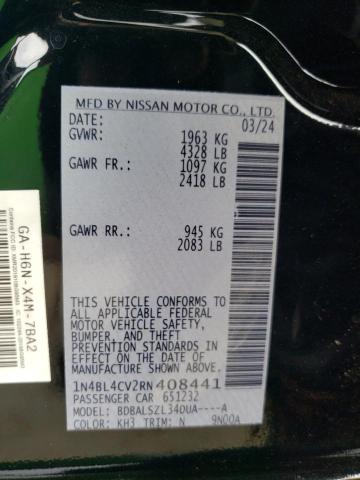 MFD BY NISSAN MOTOR CO., LTD.
DATE: 03/24
GVWR: 1963 KG
4328 LB
GAWR FR: 1097 KG
2418 LB
GAWR RR: 945 KG
2083 LB
THIS VEHICLE CONFORMS TO
ALL APPLICABLE FEDERAL
MOTOR VEHICLE SAFETY,
BUMPER, AND THEFT
PREVENTION STANDARDS IN
EFFECT ON THE DATE OF
MANUFACTURE SHOWN ABOVE.
1N4BL4CV2RN408441
PASSENGER CAR 651232
MODEL: BDBALSZL340UA----A
COLOR: KH3 TRIM: N 9N00A
GA-H6N-X4M-7BA2